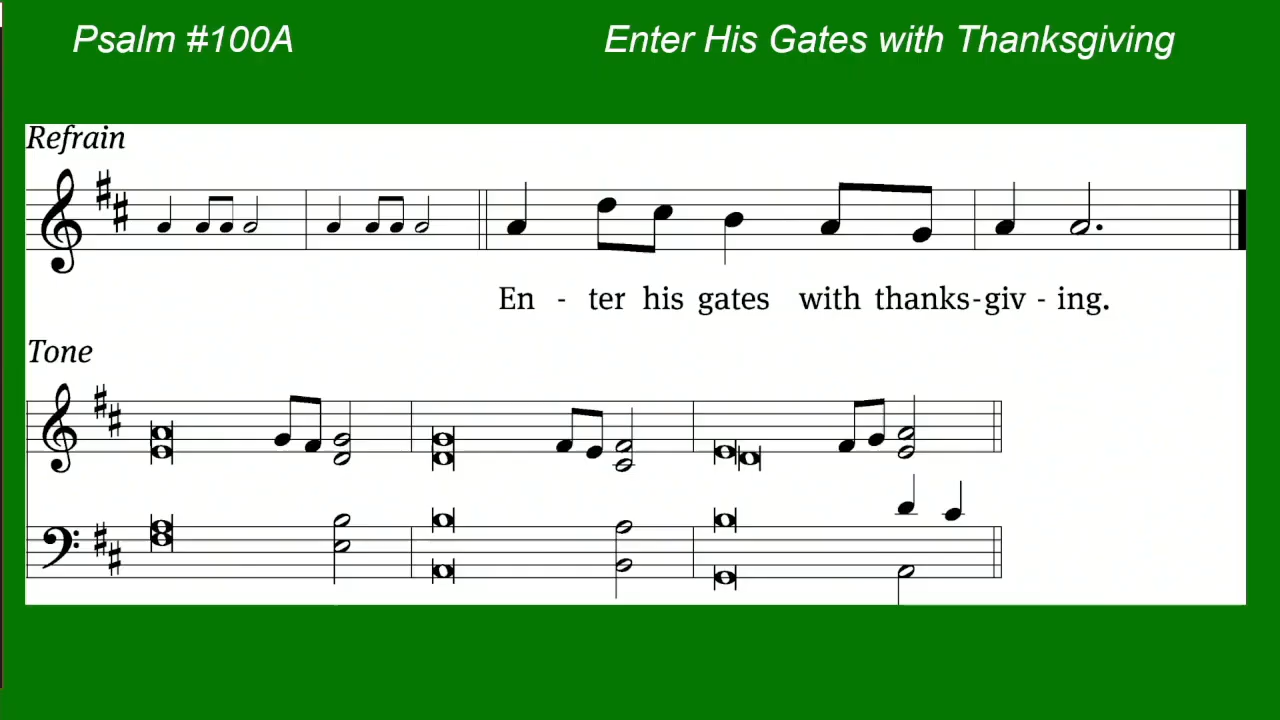 Psalm #100A
Enter His Gates with Thanksgiving
Refrain
En - ter his gates with thanks-giv - ing.
Tone